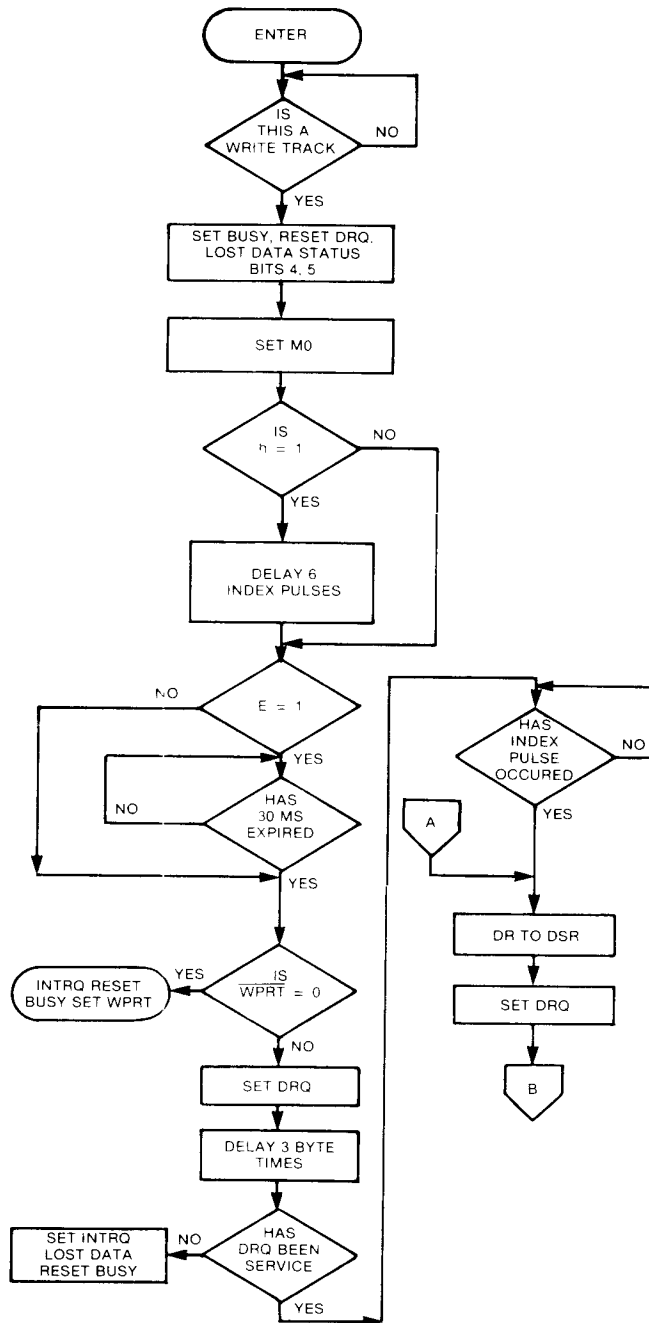 ENTER
IS
THIS A
WRITE TRACK
NO
YES
SET BUSY, RESET DRQ,
LOST DATA STATUS
BITS 4, 5
SET M0
IS
h = 1
NO
YES
DELAY 6
INDEX PULSES
NO
E = 1
YES
HAS
30 MS
EXPIRED
NO
YES
IS
WPRT = 0
YES
INTRQ RESET
BUSY SET WPRT
NO
SET DRQ
DELAY 3 BYTE
TIMES
HAS
DRQ BEEN
SERVICE
NO
SET INTRQ
LOST DATA
RESET BUSY
YES
HAS
INDEX
PULSE
OCCURED
NO
YES
A
DR TO DSR
SET DRQ
B